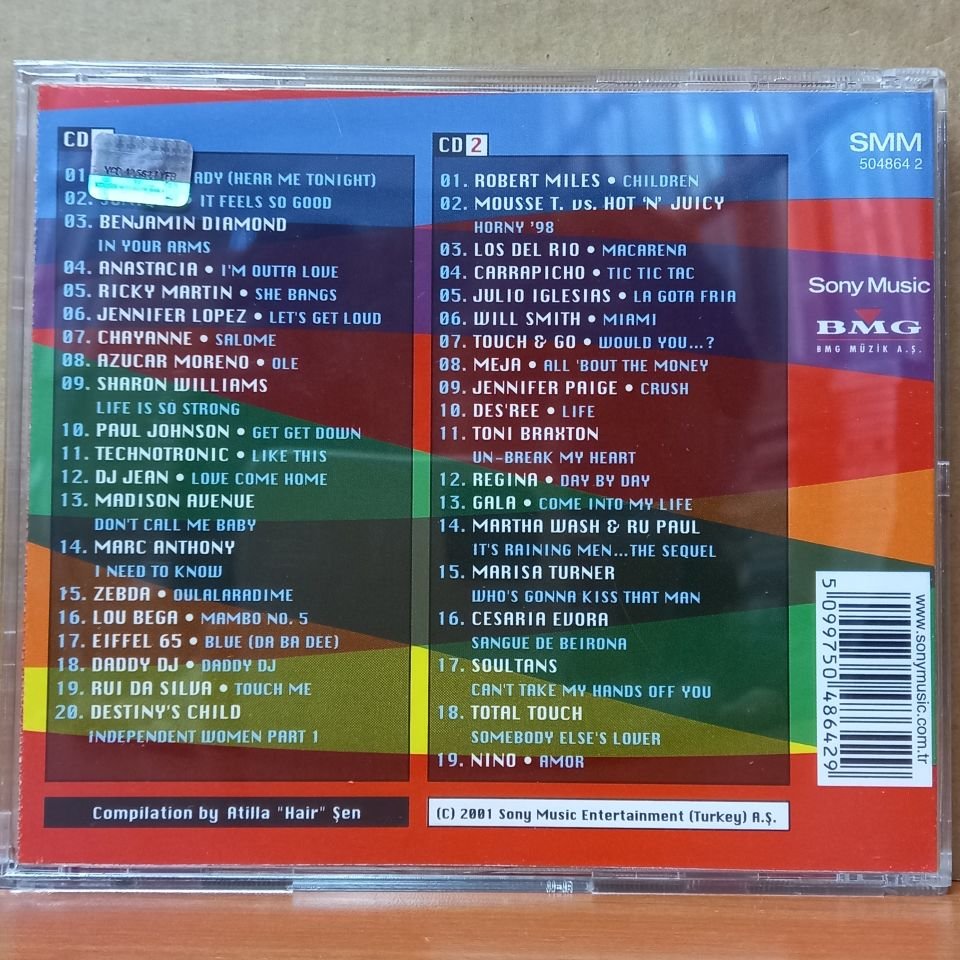 CD
01. ADY (HEAR ME TONIGHT)
02. • IT FEELS SO GOOD
03. BENJAMIN DIAMOND
IN YOUR ARMS
04. ANASTACIA • I'M OUTTA LOVE
05. RICKY MARTIN • SHE BANGS
06. JENNIFER LOPEZ • LET'S GET LOUD
07. CHAYANNE • SALOME
08. AZUCAR MORENO • OLE
09. SHARON WILLIAMS
LIFE IS SO STRONG
10. PAUL JOHNSON • GET GET DOWN
11. TECHNOTRONIC • LIKE THIS
12. DJ JEAN • LOVE COME HOME
13. MADISON AVENUE
DON'T CALL ME BABY
14. MARC ANTHONY
I NEED TO KNOW
15. ZEBDA • OULALARADIME
16. LOU BEGA • MAMBO NO. 5
17. EIFFEL 65 • BLUE (DA BA DEE)
18. DADDY DJ • DADDY DJ
19. RUI DA SILVA • TOUCH ME
20. DESTINY'S CHILD
INDEPENDENT WOMEN PART 1
Compilation by Atilla "Hair" Şen
CD 2
01. ROBERT MILES • CHILDREN
02. MOUSSE T. vs. HOT 'N' JUICY
HORNY '98
03. LOS DEL RIO • MACARENA
04. CARRAPICHO • TIC TIC TAC
05. JULIO IGLESIAS • LA GOTA FRIA
06. WILL SMITH • MIAMI
07. TOUCH & GO • WOULD YOU...?
08. MEJA • ALL 'BOUT THE MONEY
09. JENNIFER PAIGE • CRUSH
10. DES'REE • LIFE
11. TONI BRAXTON
UN-BREAK MY HEART
12. REGINA • DAY BY DAY
13. GALA • COME INTO MY LIFE
14. MARTHA WASH & RU PAUL
IT'S RAINING MEN...THE SEQUEL
15. MARISA TURNER
WHO'S GONNA KISS THAT MAN
16. CESARIA EVORA
SANGUE DE BEIRONA
17. SOULTANS
CAN'T TAKE MY HANDS OFF YOU
18. TOTAL TOUCH
SOMEBODY ELSE'S LOVER
19. NINO • AMOR
(C) 2001 Sony Music Entertainment (Turkey) A.Ş.
SMM
504864 2
Sony Music
BMG
BMG MÜZİK A.Ş.
www.sonymusic.com.tr
5 099750 486429